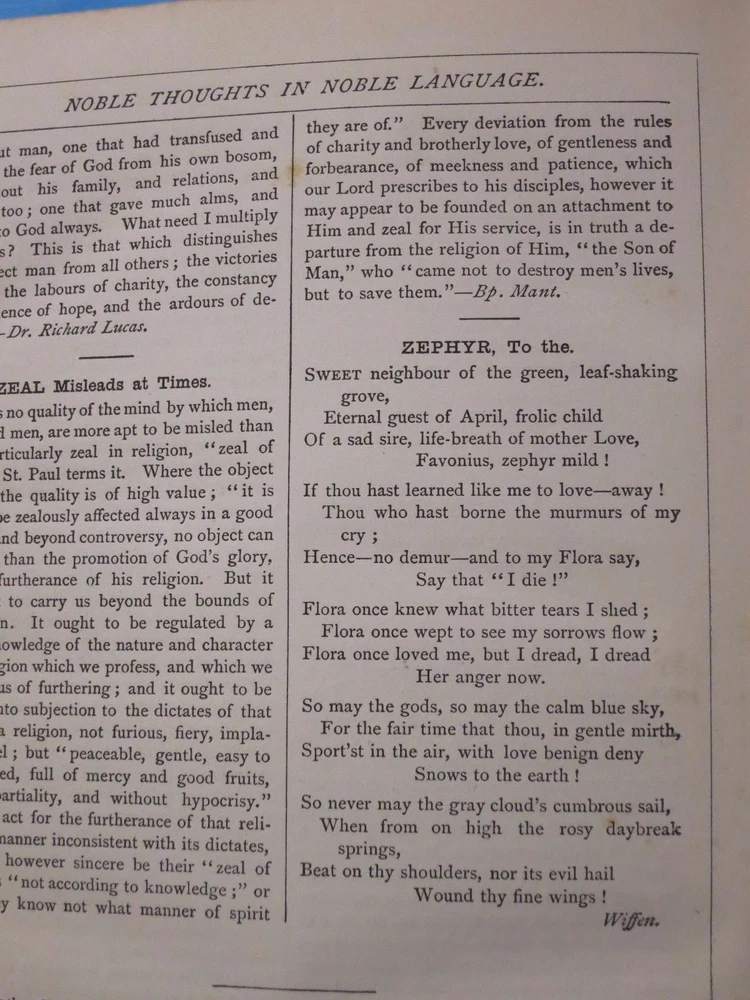 NOBLE THOUGHTS IN NOBLE LANGUAGE.
man, one that had transfused and
the fear of God from his own bosom,
out his family, and relations, and
too; one that gave much alms, and
God always. What need I multiply
? This is that which distinguishes
man from all others; the victories
the labours of charity, the constancy
of hope, and the ardours of de-
—Dr. Richard Lucas.
ZEAL Misleads at Times.
no quality of the mind by which men,
men, are more apt to be misled than
zeal in religion, "zeal of
St. Paul terms it. Where the object
the quality is of high value; "it is
zealously affected always in a good
and beyond controversy, no object can
than the promotion of God's glory,
furtherance of his religion. But it
to carry us beyond the bounds of
It ought to be regulated by a
of the nature and character
which we profess, and which we
of furthering; and it ought to be
into subjection to the dictates of that
religion, not furious, fiery, impla-
; but "peaceable, gentle, easy to
full of mercy and good fruits,
and without hypocrisy."
act for the furtherance of that reli-
manner inconsistent with its dictates,
however sincere be their "zeal of
"not according to knowledge;" or
know not what manner of spirit
they are of." Every deviation from the rules
of charity and brotherly love, of gentleness and
forbearance, of meekness and patience, which
our Lord prescribes to his disciples, however it
may appear to be founded on an attachment to
Him and zeal for His service, is in truth a de-
parture from the religion of Him, "the Son of
Man," who "came not to destroy men's lives,
but to save them."—Bp. Mant.
ZEPHYR, To the.
SWEET neighbour of the green, leaf-shaking
grove,
Eternal guest of April, frolic child
Of a sad sire, life-breath of mother Love,
Favonius, zephyr mild!
If thou hast learned like me to love—away!
Thou who hast borne the murmurs of my
cry;
Hence—no demur—and to my Flora say,
Say that "I die!"
Flora once knew what bitter tears I shed;
Flora once wept to see my sorrows flow;
Flora once loved me, but I dread, I dread
Her anger now.
So may the gods, so may the calm blue sky,
For the fair time that thou, in gentle mirth,
Sport'st in the air, with love benign deny
Snows to the earth!
So never may the gray cloud's cumbrous sail,
When from on high the rosy daybreak
springs,
Beat on thy shoulders, nor its evil hail
Wound thy fine wings!
Wiffen.